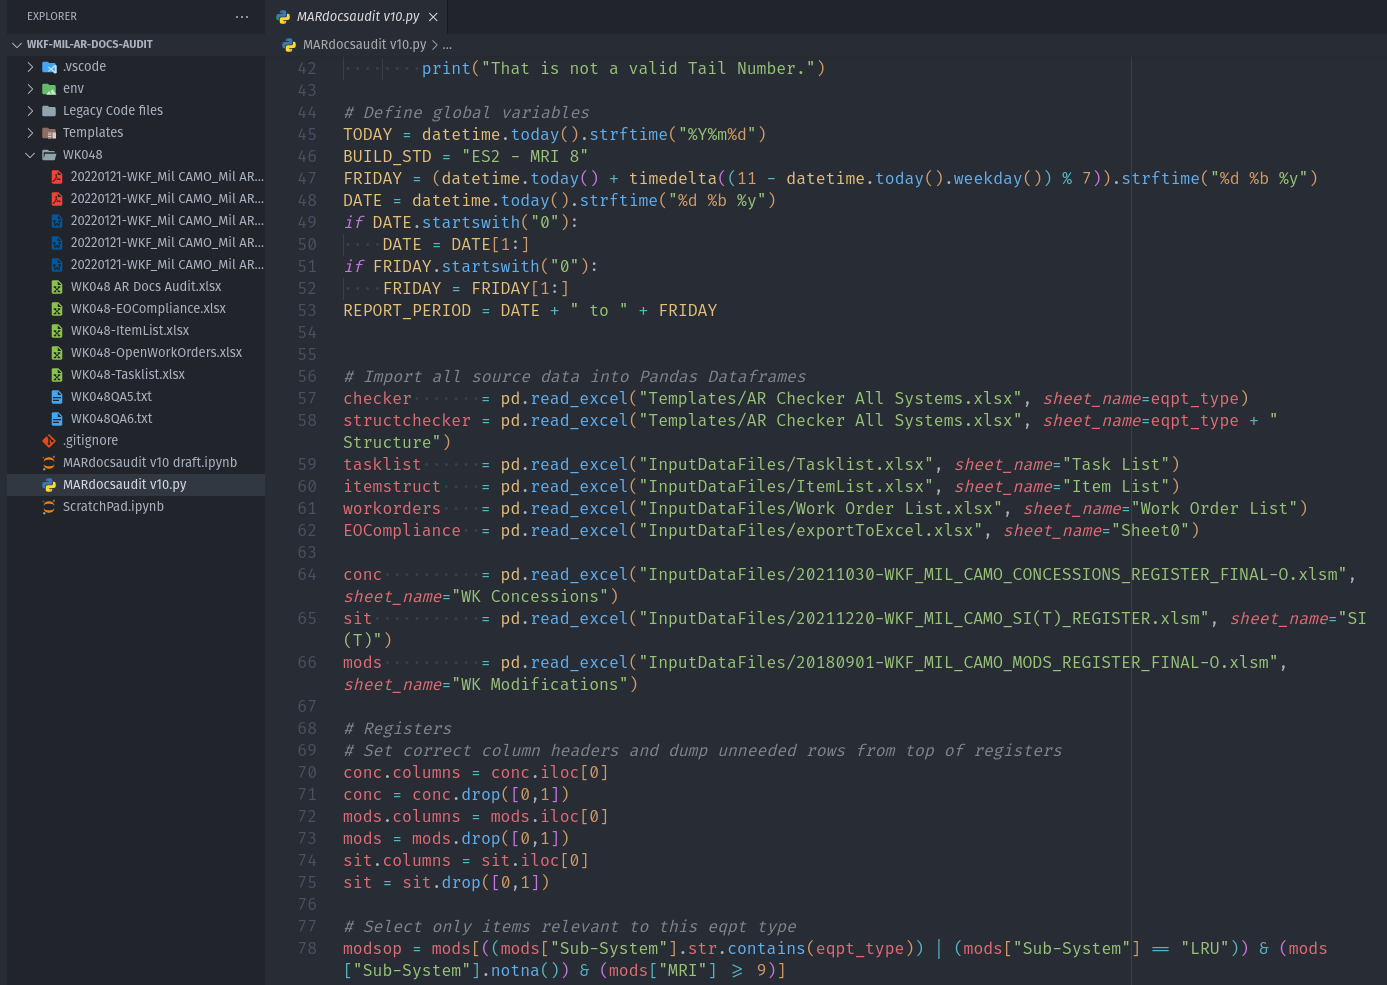 EXPLORER
...
WKF-MIL-AR-DOCS-AUDIT
.vscode
env
Legacy Code files
Templates
WK048
20220121-WKF_Mil CAMO_Mil AR...
20220121-WKF_Mil CAMO_Mil AR...
20220121-WKF_Mil CAMO_Mil AR...
20220121-WKF_Mil CAMO_Mil AR...
20220121-WKF_Mil CAMO_Mil AR...
WK048 AR Docs Audit.xlsx
WK048-EOCompliance.xlsx
WK048-ItemList.xlsx
WK048-OpenWorkOrders.xlsx
WK048-Tasklist.xlsx
WK048QA5.txt
WK048QA6.txt
.gitignore
MARdocsaudit v10 draft.ipynb
MARdocsaudit v10.py
ScratchPad.ipynb
MARdocsaudit v10.py ×
MARdocsaudit v10.py > ...
42         print("That is not a valid Tail Number.")
43
44 # Define global variables
45 TODAY = datetime.today().strftime("%Y%m%d")
46 BUILD_STD = "ES2 - MRI 8"
47 FRIDAY = (datetime.today() + timedelta((11 - datetime.today().weekday()) % 7)).strftime("%d %b %y")
48 DATE = datetime.today().strftime("%d %b %y")
49 if DATE.startswith("0"):
50     DATE = DATE[1:]
51 if FRIDAY.startswith("0"):
52     FRIDAY = FRIDAY[1:]
53 REPORT_PERIOD = DATE + " to " + FRIDAY
54
55
56 # Import all source data into Pandas Dataframes
57 checker       = pd.read_excel("Templates/AR Checker All Systems.xlsx", sheet_name=eqpt_type)
58 structchecker = pd.read_excel("Templates/AR Checker All Systems.xlsx", sheet_name=eqpt_type + "
Structure")
59 tasklist      = pd.read_excel("InputDataFiles/Tasklist.xlsx", sheet_name="Task List")
60 itemstruct    = pd.read_excel("InputDataFiles/ItemList.xlsx", sheet_name="Item List")
61 workorders    = pd.read_excel("InputDataFiles/Work Order List.xlsx", sheet_name="Work Order List")
62 EOCompliance  = pd.read_excel("InputDataFiles/exportToExcel.xlsx", sheet_name="Sheet0")
63
64 conc          = pd.read_excel("InputDataFiles/20211030-WKF_MIL_CAMO_CONCESSIONS_REGISTER_FINAL-O.xlsm",
sheet_name="WK Concessions")
65 sit           = pd.read_excel("InputDataFiles/20211220-WKF_MIL_CAMO_SI(T)_REGISTER.xlsm", sheet_name="SI
(T)")
66 mods          = pd.read_excel("InputDataFiles/20180901-WKF_MIL_CAMO_MODS_REGISTER_FINAL-O.xlsm",
sheet_name="WK Modifications")
67
68 # Registers
69 # Set correct column headers and dump unneeded rows from top of registers
70 conc.columns = conc.iloc[0]
71 conc = conc.drop([0,1])
72 mods.columns = mods.iloc[0]
73 mods = mods.drop([0,1])
74 sit.columns = sit.iloc[0]
75 sit = sit.drop([0,1])
76
77 # Select only items relevant to this eqpt type
78 modsop = mods[((mods["Sub-System"].str.contains(eqpt_type)) | (mods["Sub-System"] == "LRU")) & (mods
["Sub-System"].notna()) & (mods["MRI"] >= 9)]